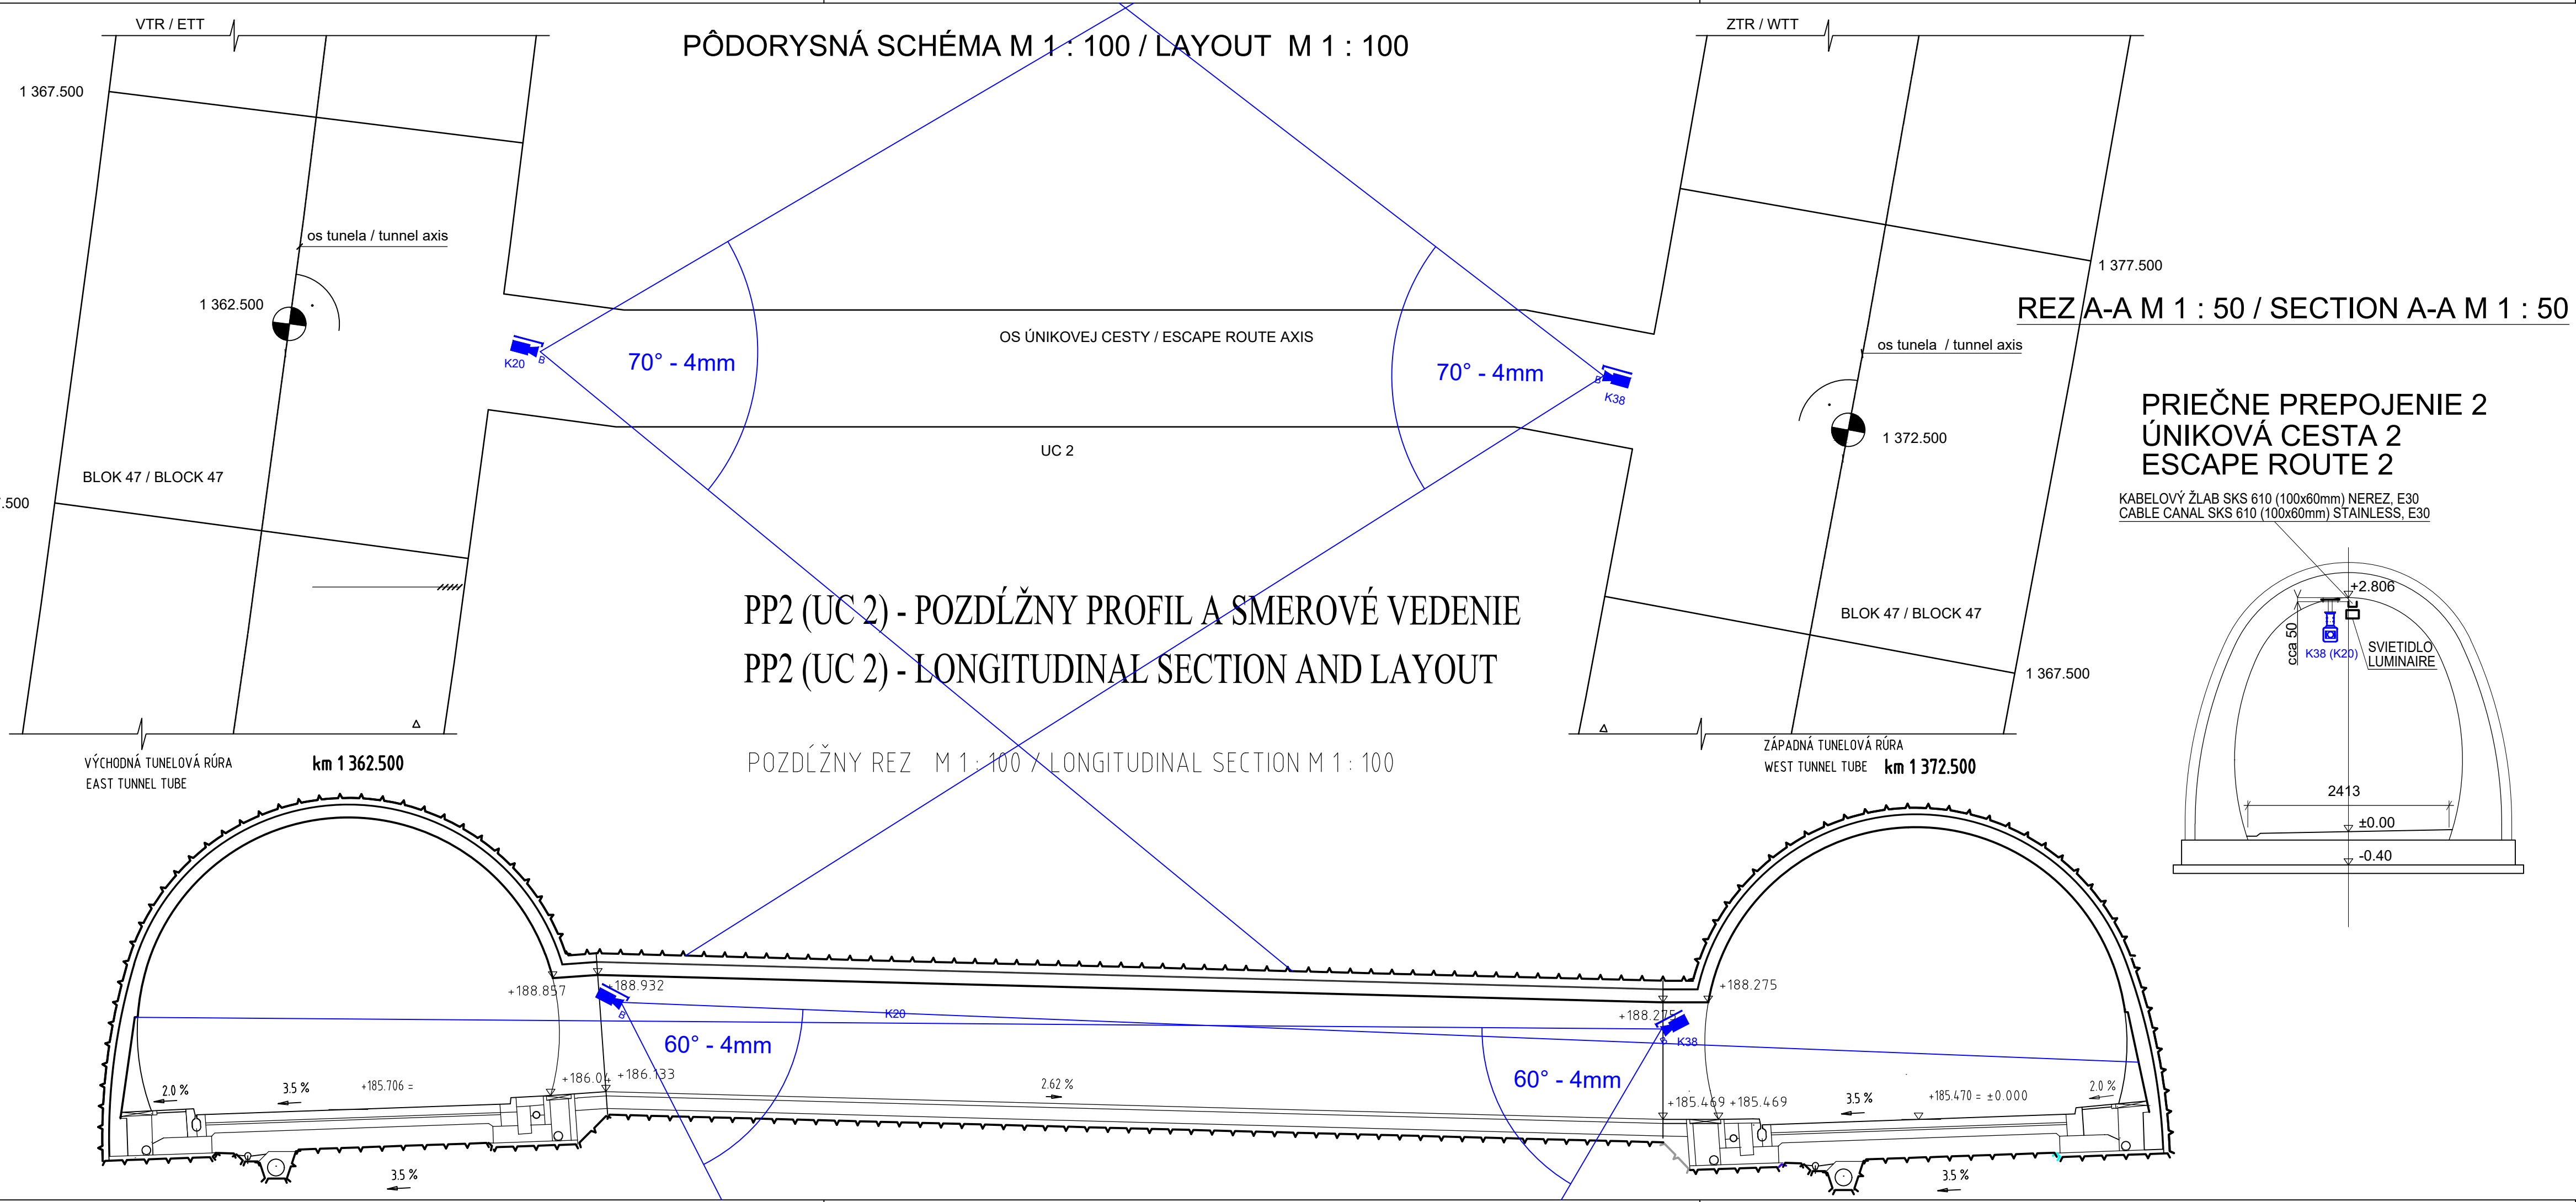 VTR / ETT
PÔDORYSNÁ SCHÉMA M 1 : 100 / LAYOUT  M 1 : 100
ZTR / WTT
1 367.500
os tunela / tunnel axis
1 377.500
1 362.500
REZ A-A M 1 : 50 / SECTION A-A M 1 : 50
OS ÚNIKOVEJ CESTY / ESCAPE ROUTE AXIS
os tunela / tunnel axis
B
K20
70° - 4mm
70° - 4mm
B
K38
PRIEČNE PREPOJENIE 2
ÚNIKOVÁ CESTA 2
ESCAPE ROUTE 2
1 372.500
UC 2
BLOK 47 / BLOCK 47
.500
KABELOVÝ ŽLAB SKS 610 (100x60mm) NEREZ, E30
CABLE CANAL SKS 610 (100x60mm) STAINLESS, E30
+2.806
cca 50
K38 (K20)
SVIETIDLO
LUMINAIRE
PP2 (UC 2) - POZDĹŽNY PROFIL A SMEROVÉ VEDENIE
PP2 (UC 2) - LONGITUDINAL SECTION AND LAYOUT
BLOK 47 / BLOCK 47
1 367.500
VÝCHODNÁ TUNELOVÁ RÚRA
EAST TUNNEL TUBE
km 1 362.500
POZDĹŽNY REZ M 1 : 100 / LONGITUDINAL SECTION M 1 : 100
ZÁPADNÁ TUNELOVÁ RÚRA
WEST TUNNEL TUBE
km 1 372.500
2413
±0.00
-0.40
+188.857
+188.932
+188.275
+188.275
B
K20
K38
60° - 4mm
60° - 4mm
2.0 %
3.5 %
+185.706 =
+186.04
+186.133
2.62 %
+185.469
+185.469
3.5 %
+185.470 = ±0.000
2.0 %
3.5 %
3.5 %